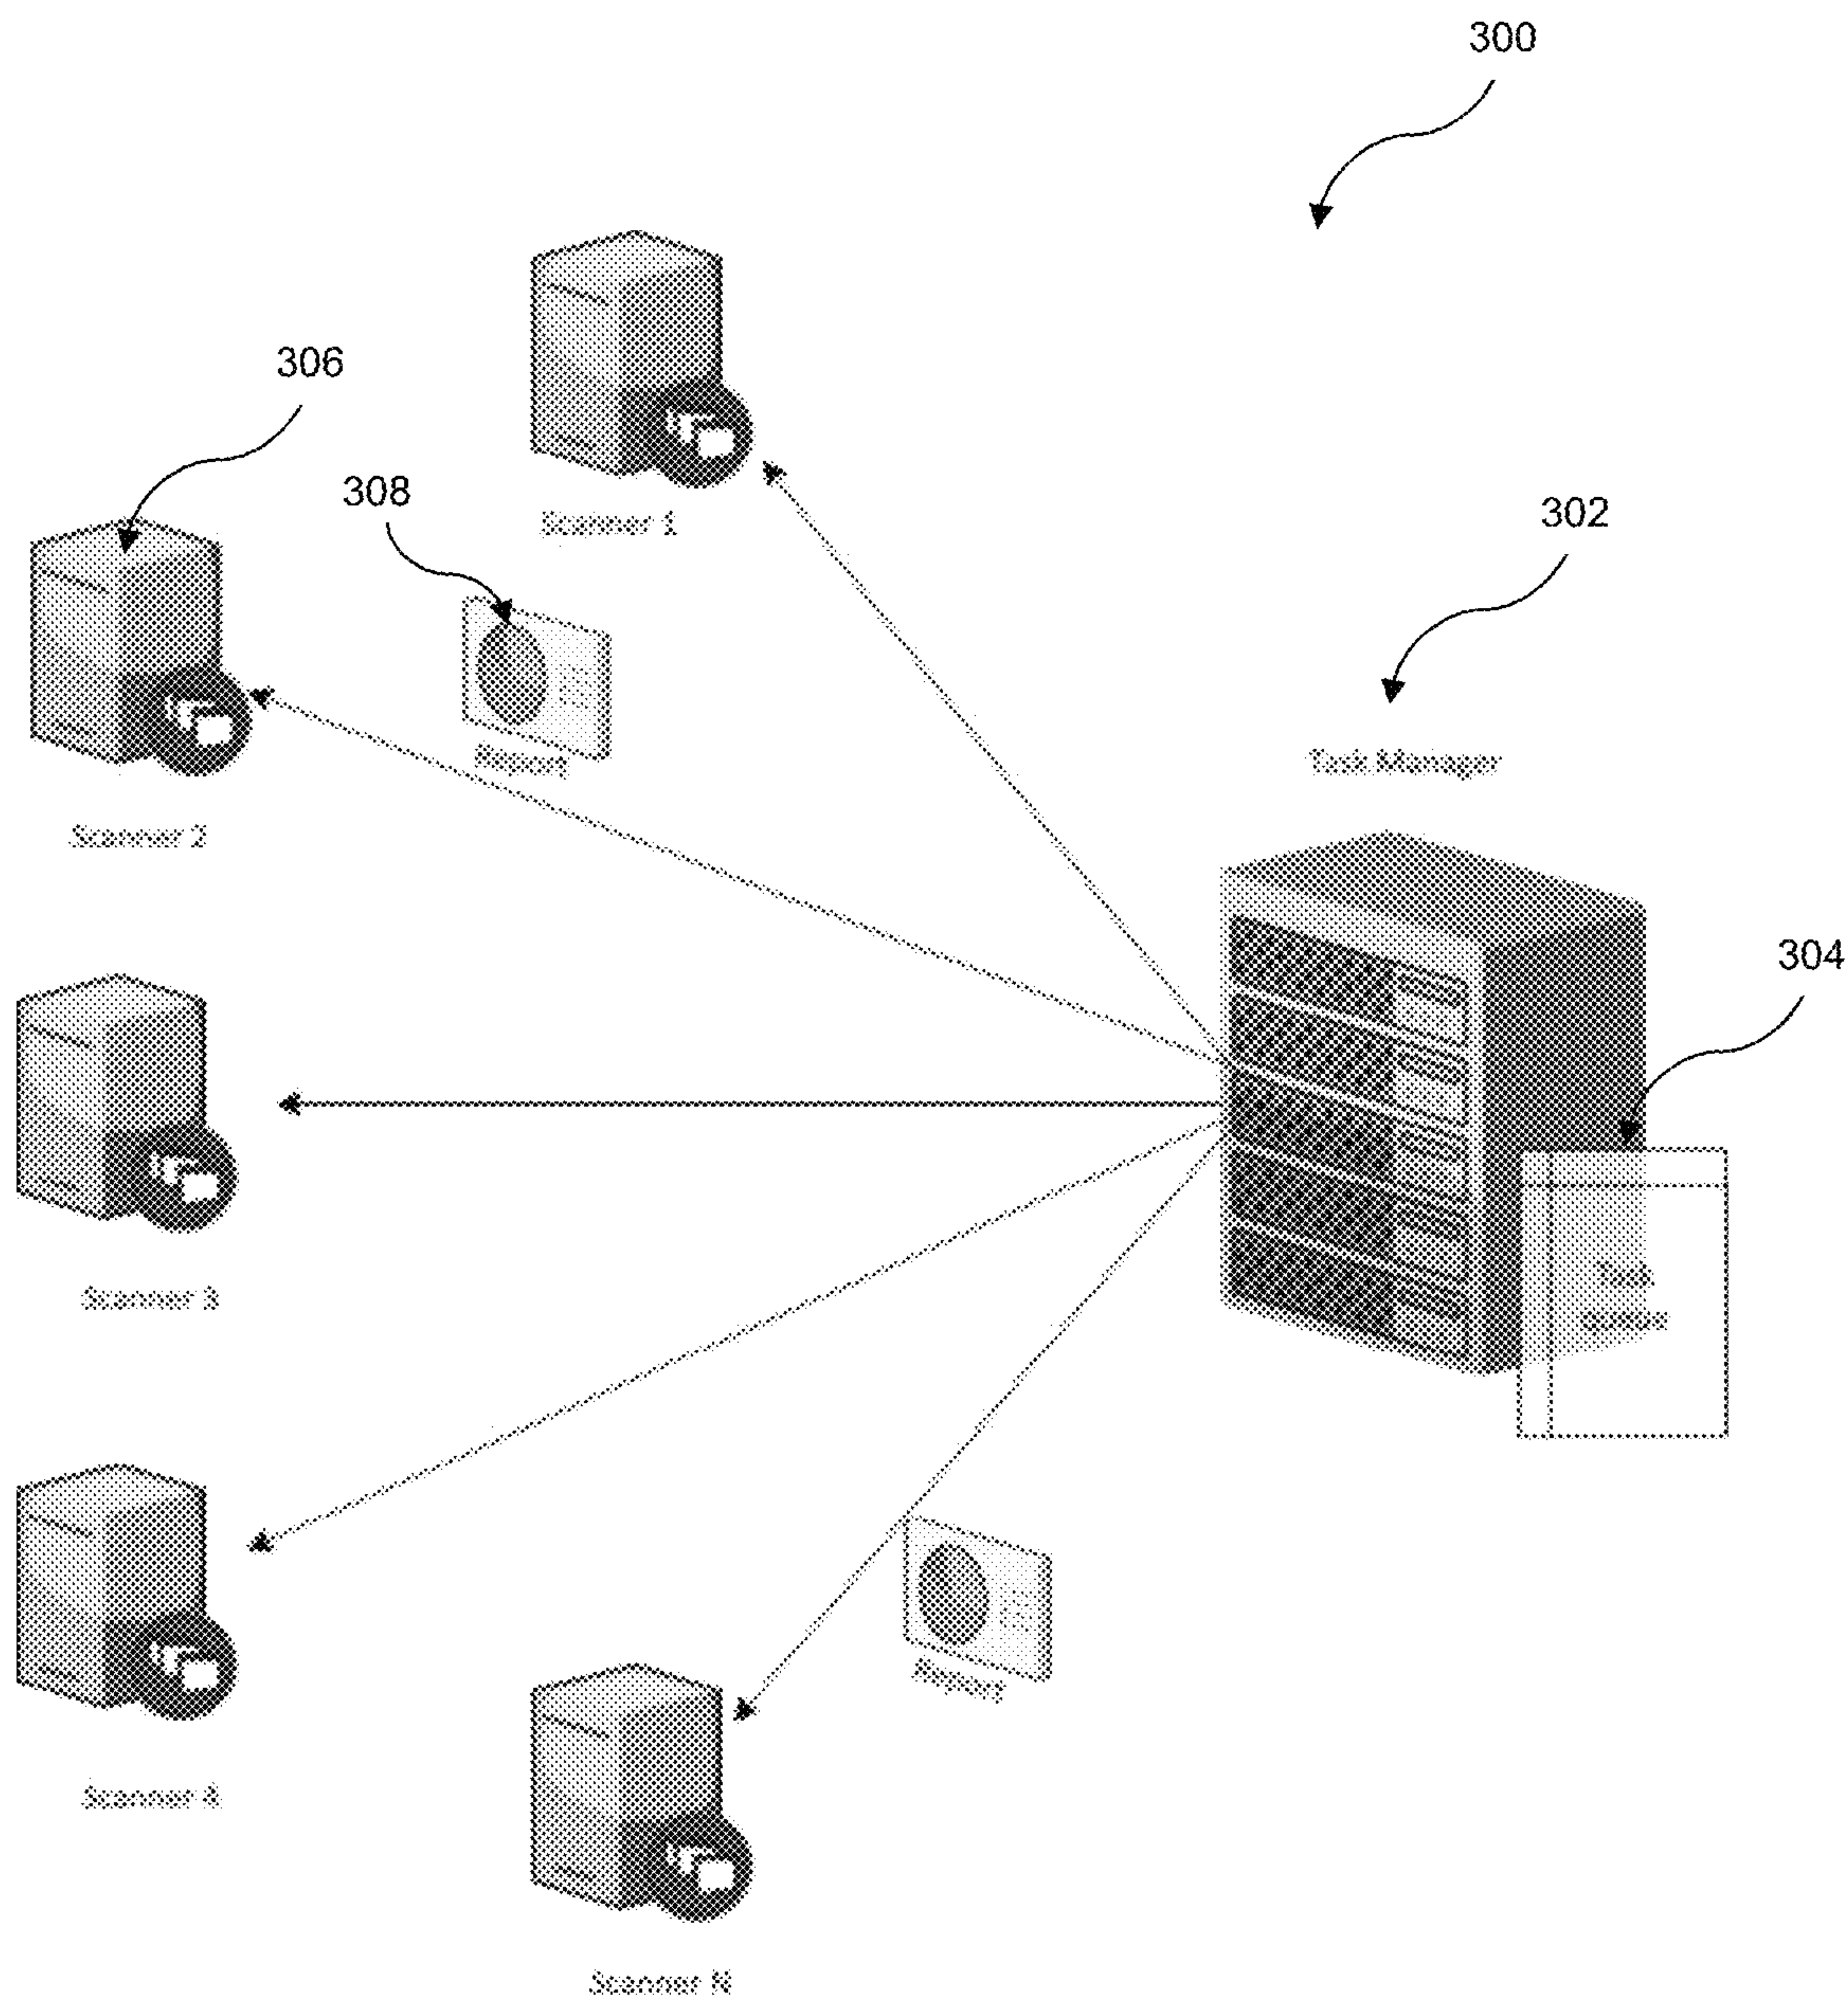 300
306
308
Scanner 1
302
Report
Task Manager
Scanner 2
304
Scanner 3
Task
queue
Report
Scanner 4
Scanner N